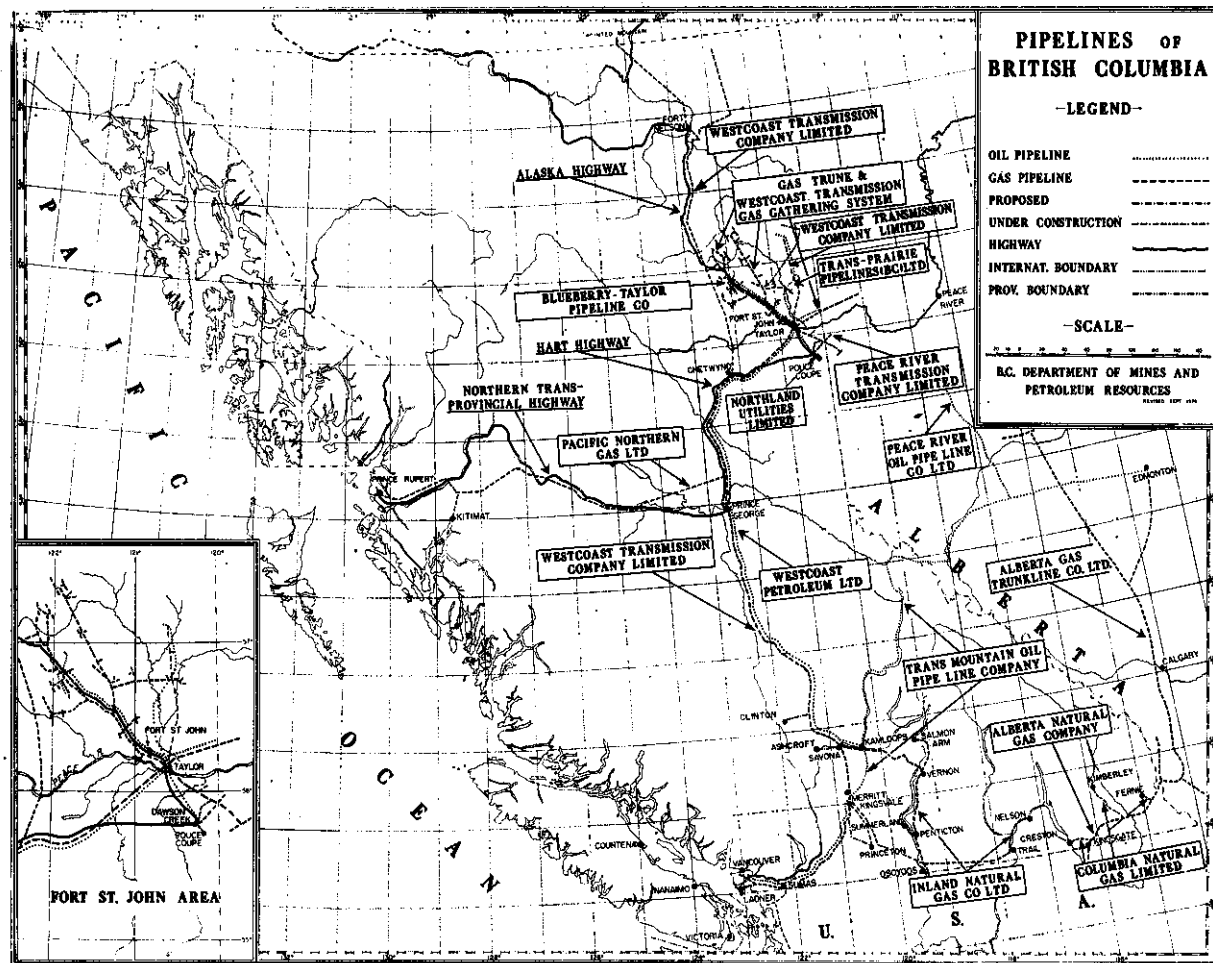 PIPELINES OF
BRITISH COLUMBIA
-LEGEND-
OIL PIPELINE
GAS PIPELINE
PROPOSED
UNDER CONSTRUCTION
HIGHWAY
INTERNAT. BOUNDARY
PROV. BOUNDARY
-SCALE-
B.C. DEPARTMENT OF MINES AND
PETROLEUM RESOURCES
FORT
NELSON
WESTCOAST TRANSMISSION
COMPANY LIMITED
ALASKA HIGHWAY
GAS TRUNK &
WESTCOAST TRANSMISSION
GAS GATHERING SYSTEM
WESTCOAST TRANSMISSION
COMPANY LIMITED
TRANS-PRAIRIE
PIPELINES (BC) LTD
BLUEBERRY-TAYLOR
PIPELINE CO
PEACE
RIVER
FORT ST.
JOHN
TAYLOR
HART HIGHWAY
CHETWYND
POUCE
COUPE
PEACE RIVER
TRANSMISSION
COMPANY LIMITED
NORTHERN TRANS-
PROVINCIAL HIGHWAY
NORTHLAND
UTILITIES
LIMITED
PACIFIC NORTHERN
GAS LTD
PEACE RIVER
OIL PIPE LINE
CO LTD
EDMONTON
PRINCE RUPERT
KITIMAT
PRINCE
GEORGE
WESTCOAST TRANSMISSION
COMPANY LIMITED
WESTCOAST
PETROLEUM LTD
ALBERTA GAS
TRUNKLINE CO. LTD.
ALBERTA
TRANS MOUNTAIN OIL
PIPE LINE COMPANY
CALGARY
CLINTON
ASHCROFT
SAVONA
KAMLOOPS
SALMON
ARM
ALBERTA NATURAL
GAS COMPANY
VERNON
MERRITT
KINGSVALE
KIMBERLEY
FERNIE
SUMMERLAND
PENTICTON
NELSON
CRESTON
TRAIL
KINGSGATE
PRINCETON
OSOYOOS
COURTENAY
VANCOUVER
NANAIMO
LADNER
SUMAS
VICTORIA
INLAND NATURAL
GAS CO LTD
COLUMBIA NATURAL
GAS LIMITED
PACIFIC
OCEAN
U. S. A.
122°
121°
120°
57°
56°
55°
FORT ST JOHN
TAYLOR
PEACE
DAWSON
CREEK
POUCE
COUPE
FORT ST. JOHN AREA